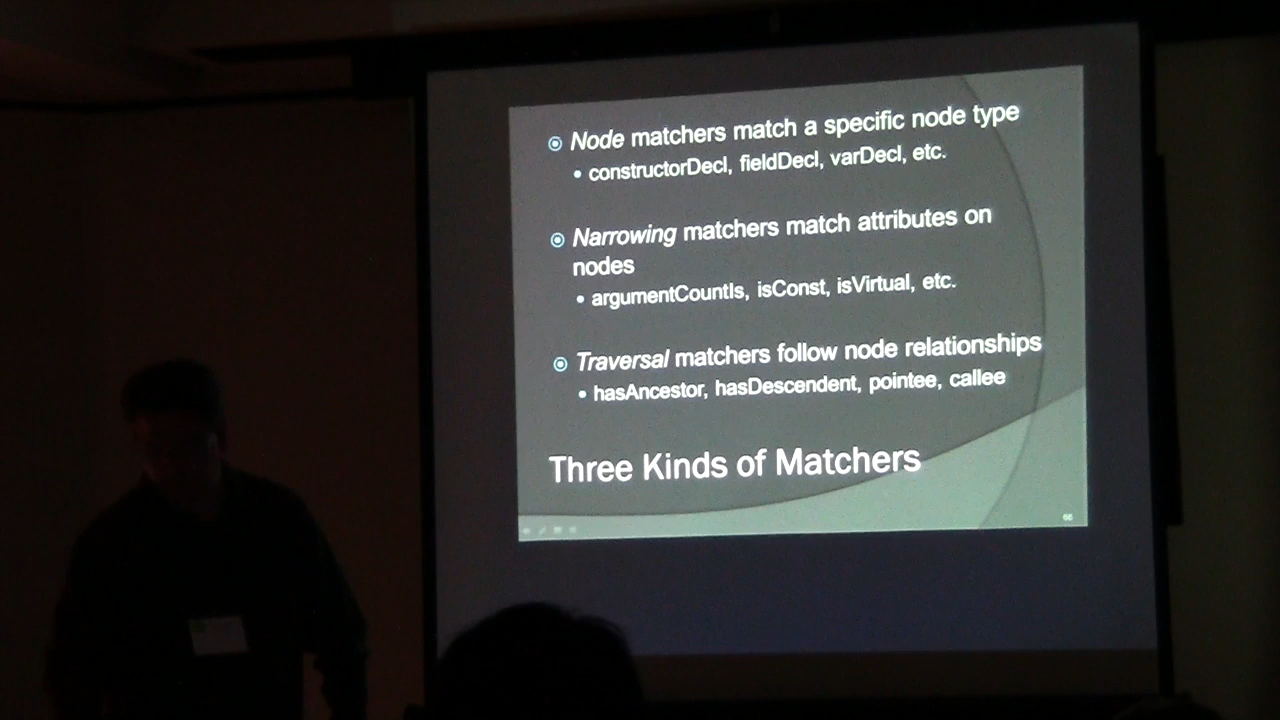 Node matchers match a specific node type
constructorDecl, fieldDecl, varDecl, etc.
Narrowing matchers match attributes on
nodes
argumentCountIs, isConst, isVirtual, etc.
Traversal matchers follow node relationships
hasAncestor, hasDescendent, pointee, callee
Three Kinds of Matchers